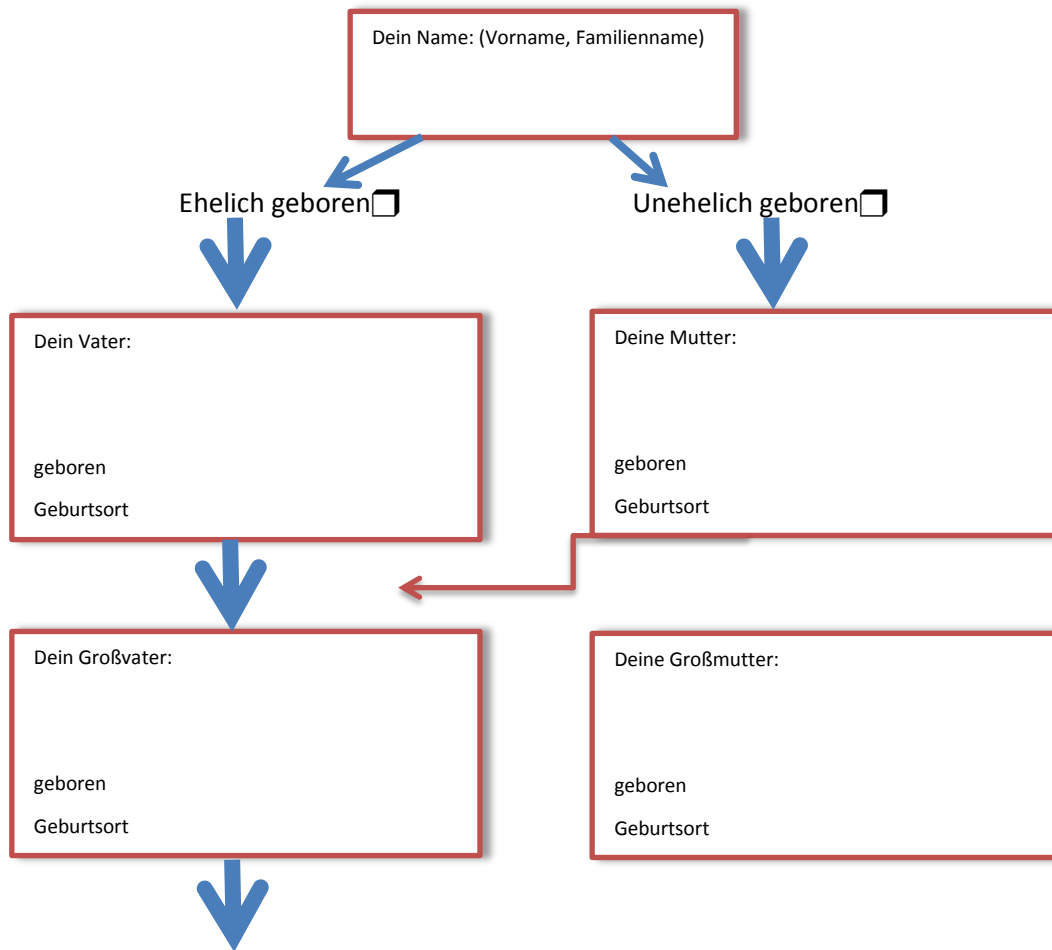 Dein Name: (Vorname, Familienname)
Ehelich geboren
Unehelich geboren
Dein Vater:
geboren
Geburtsort
Deine Mutter:
geboren
Geburtsort
Dein Großvater:
geboren
Geburtsort
Deine Großmutter:
geboren
Geburtsort